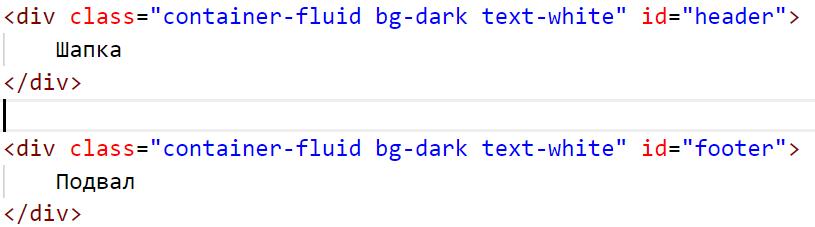 <div class="container-fluid bg-dark text-white" id="header">
Шапка
</div>
<div class="container-fluid bg-dark text-white" id="footer">
Подвал
</div>